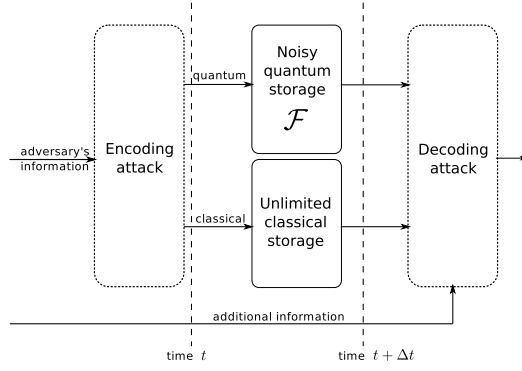 Noisy
quantum
storage
ℱ
quantum
adversary's
information
Encoding
attack
Decoding
attack
Unlimited
classical
storage
classical
additional information
time t
time t + Δt